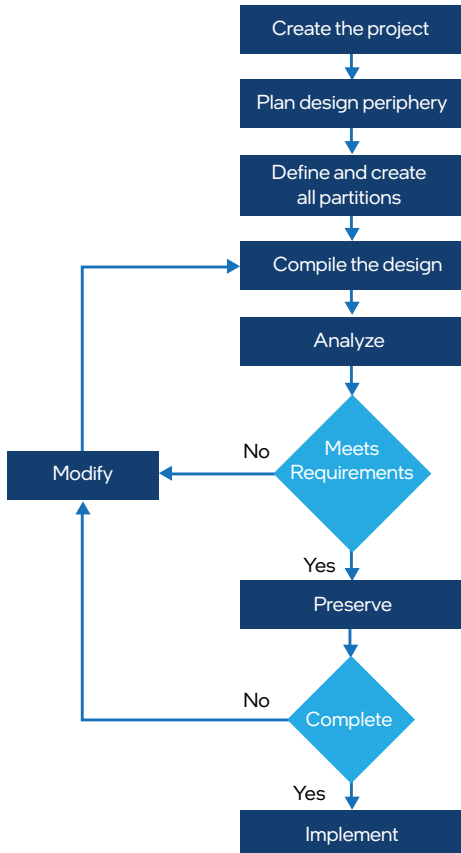 Create the project
Plan design periphery
Define and create
all partitions
Compile the design
Analyze
Meets
Requirements
No
Modify
Yes
Preserve
No
Complete
Yes
Implement